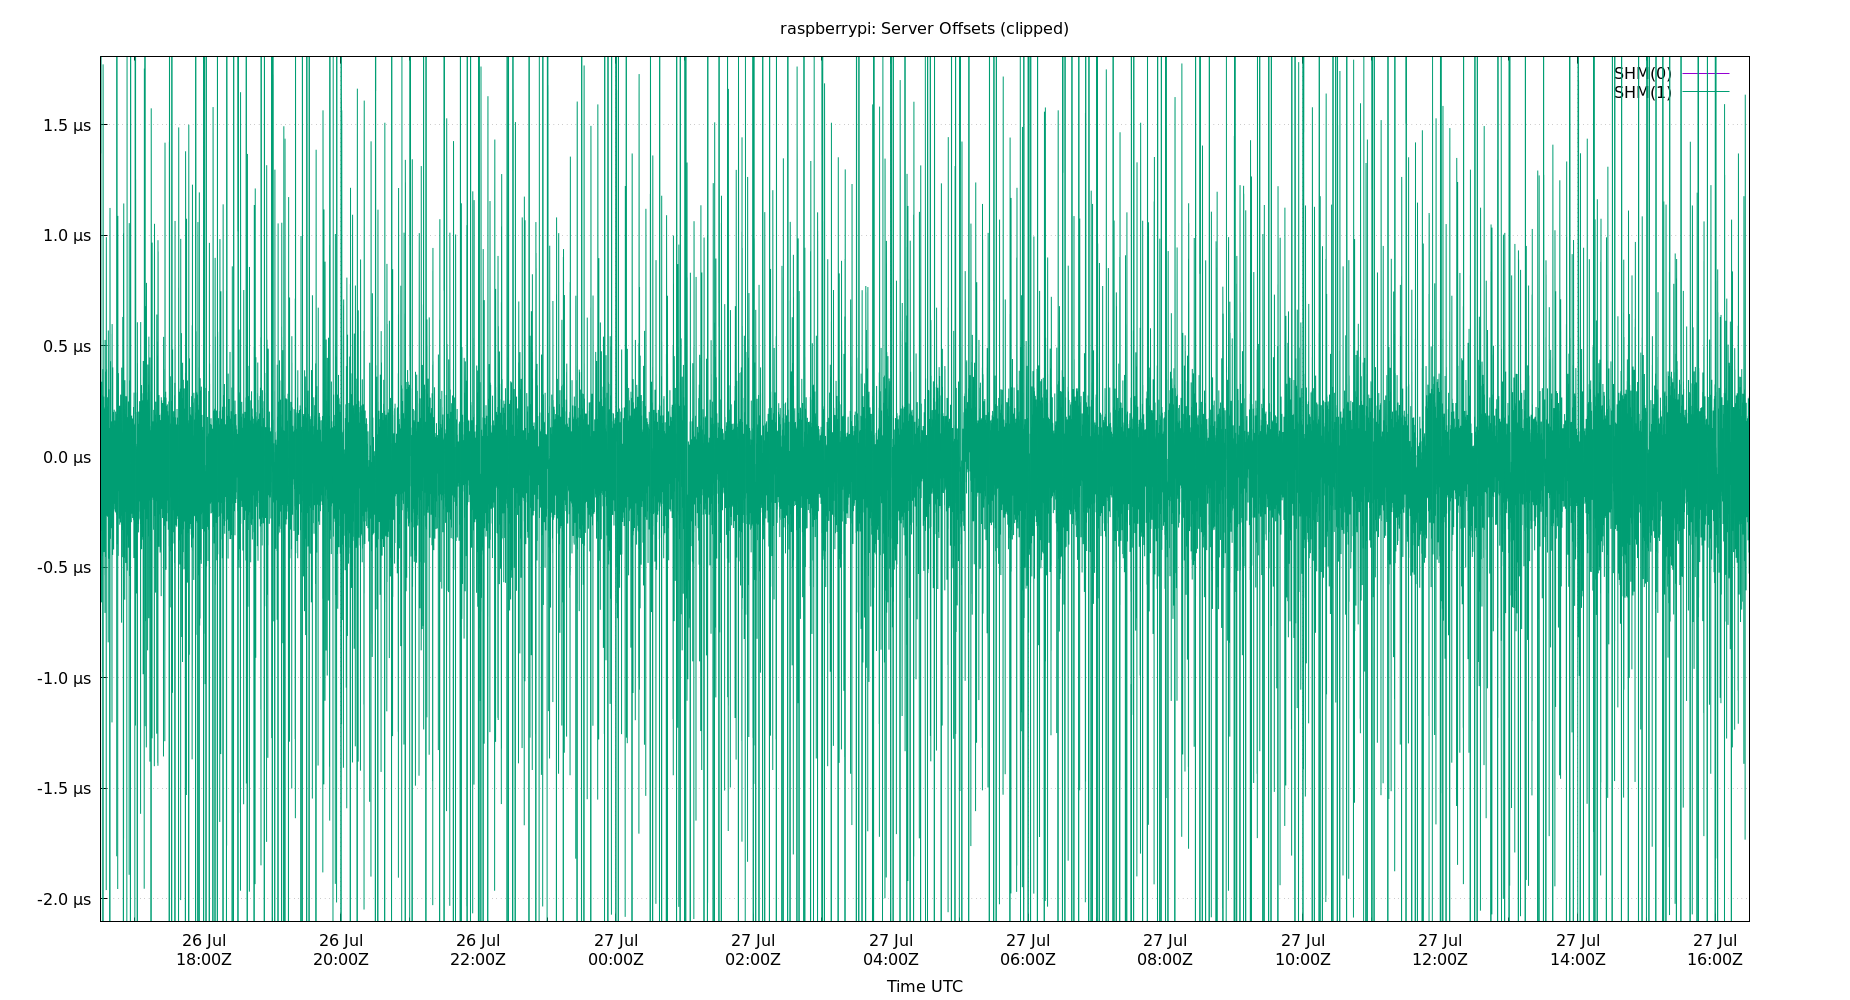 raspberrypi: Server Offsets (clipped)
SHM(0)
SHM(1)
1.5 μs
1.0 μs
0.5 μs
0.0 μs
-0.5 μs
-1.0 μs
-1.5 μs
-2.0 μs
26 Jul 26 Jul 26 Jul 27 Jul 27 Jul 27 Jul 27 Jul 27 Jul 27 Jul 27 Jul 27 Jul 27 Jul
18:00Z 20:00Z 22:00Z 00:00Z 02:00Z 04:00Z 06:00Z 08:00Z 10:00Z 12:00Z 14:00Z 16:00Z
Time UTC